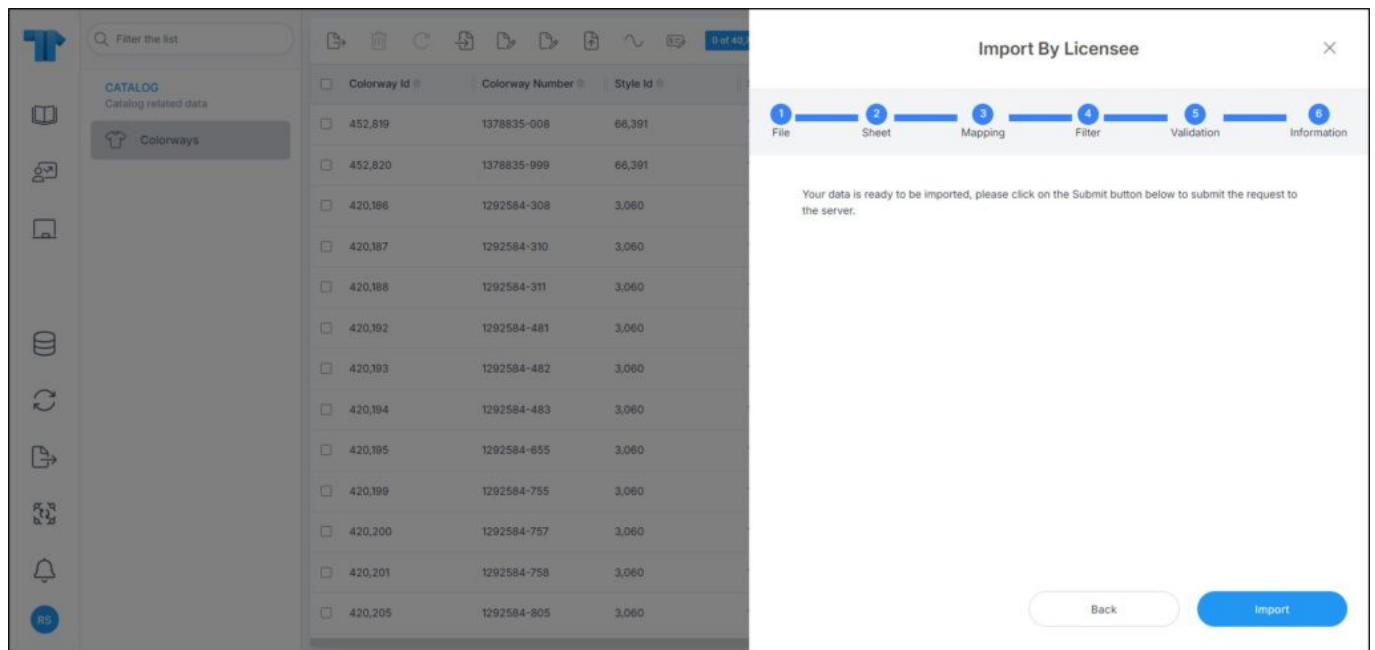 Filter the list
CATALOG
Catalog related data
Colorways
RS
0 of 40,
Colorway Id Colorway Number Style Id
452,819 1378835-008 66,391
452,820 1378835-999 66,391
420,186 1292584-308 3,060
420,187 1292584-310 3,060
420,188 1292584-311 3,060
420,192 1292584-481 3,060
420,193 1292584-482 3,060
420,194 1292584-483 3,060
420,195 1292584-655 3,060
420,199 1292584-755 3,060
420,200 1292584-757 3,060
420,201 1292584-758 3,060
420,205 1292584-805 3,060
Import By Licensee
1 2 3 4 5 6
File Sheet Mapping Filter Validation Information
Your data is ready to be imported, please click on the Submit button below to submit the request to
the server.
Back Import